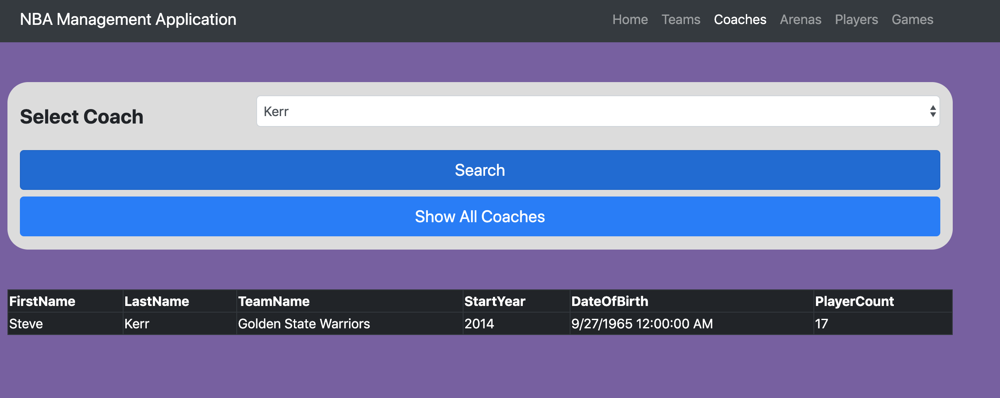 NBA Management Application Home Teams Coaches Arenas Players Games
Select Coach Kerr
Search
Show All Coaches
FirstName LastName TeamName StartYear DateOfBirth PlayerCount
Steve Kerr Golden State Warriors 2014 9/27/1965 12:00:00 AM 17